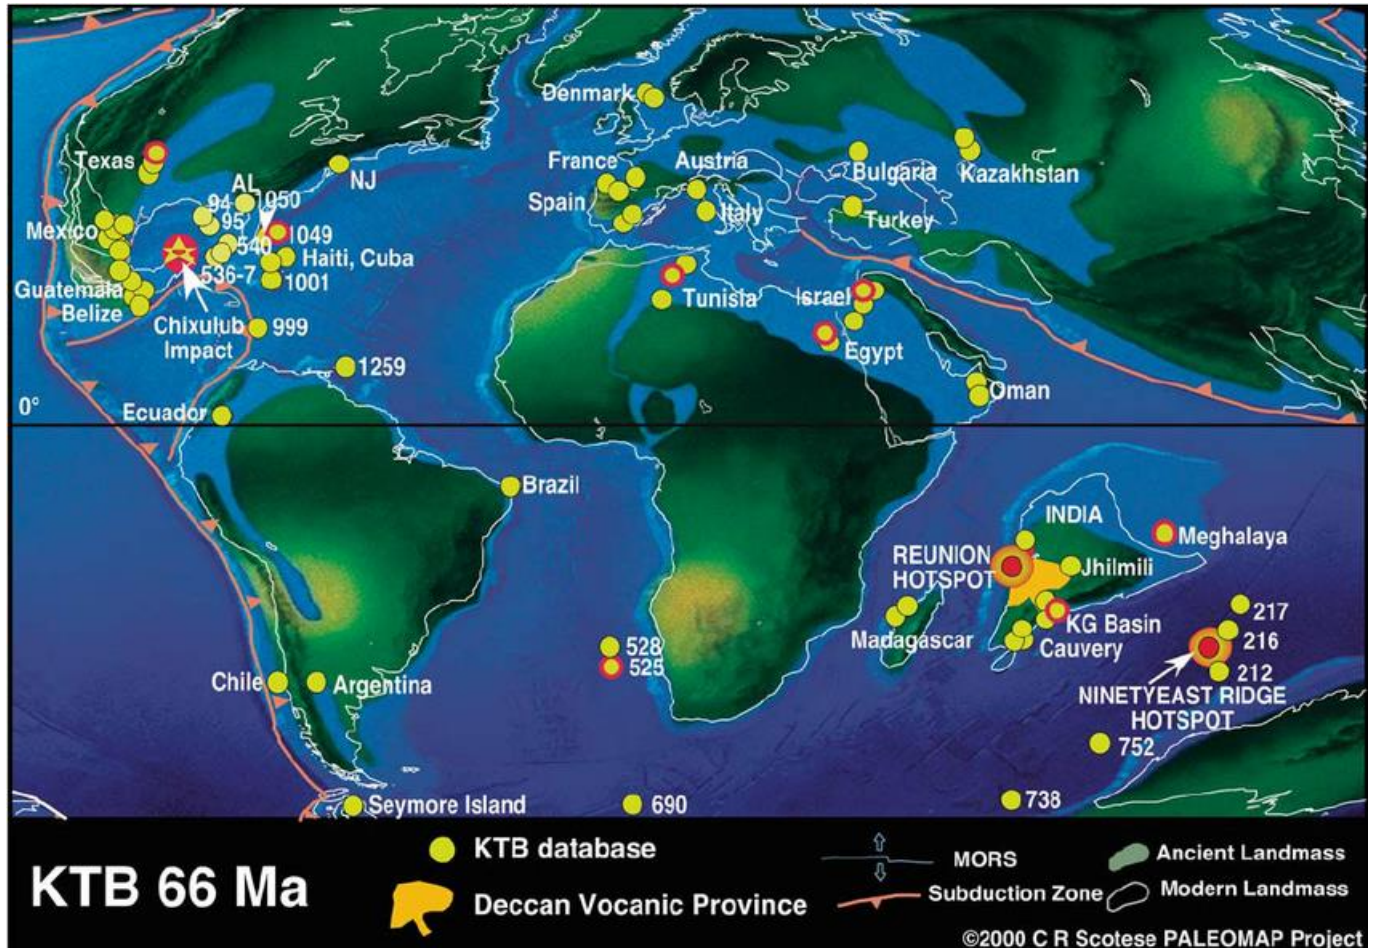 Denmark
Texas
France
Austria
Bulgaria
Kazakhstan
NJ
AL
94
1050
95
Spain
Italy
Turkey
Mexico
1049
540
Haiti, Cuba
536-7
1001
Guatemala
Belize
Tunisia
Israel
Chixulub
Impact
999
Egypt
1259
Oman
0°
Ecuador
Brazil
INDIA
Meghalaya
REUNION
HOTSPOT
Jhilmili
217
KG Basin
Madagascar
Cauvery
216
528
525
212
Chile
Argentina
NINETYEAST RIDGE
HOTSPOT
752
Seymore Island
690
738
KTB 66 Ma
KTB database
Deccan Vocanic Province
MORS
Subduction Zone
Ancient Landmass
Modern Landmass
©2000 C R Scotese PALEOMAP Project